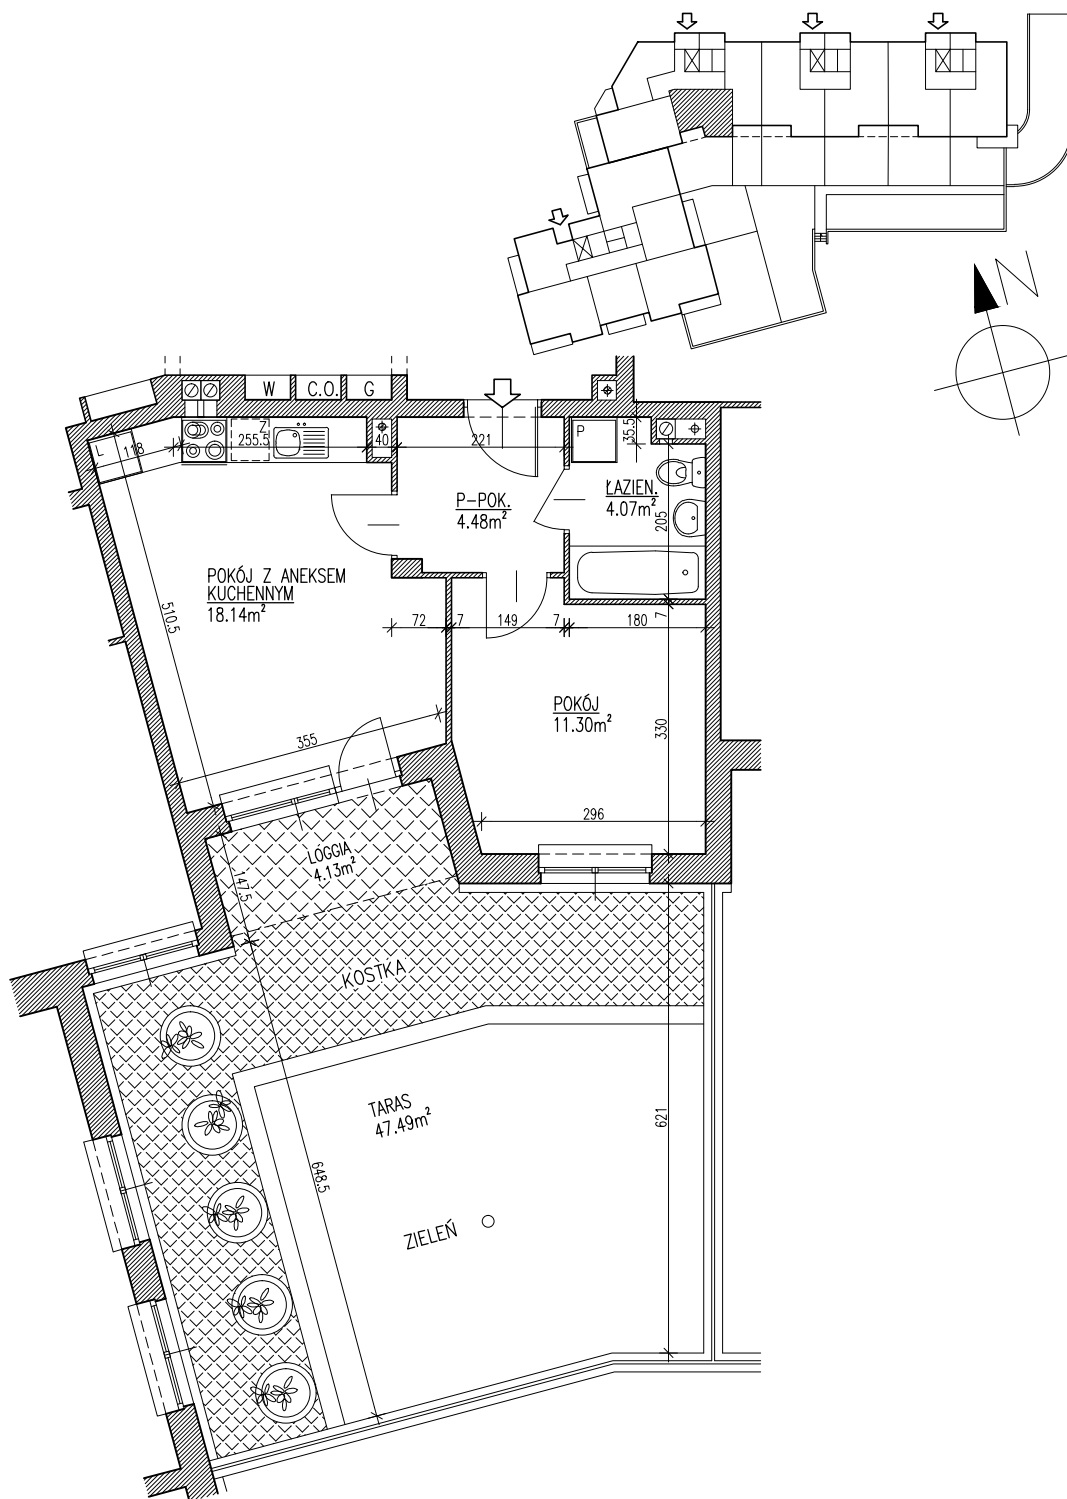 N
W
C.O.
G
L
118
Z
255.5
40
221
P
35.5
ŁAZIEN.
4.07m²
205
P-POK.
4.48m²
POKÓJ Z ANEKSEM
KUCHENNYM
18.14m²
510.5
72
7
149
7
180
7
POKÓJ
11.30m²
330
355
296
LOGGIA
4.13m²
147.5
KOSTKA
TARAS
47.49m²
621
648.5
ZIELEŃ